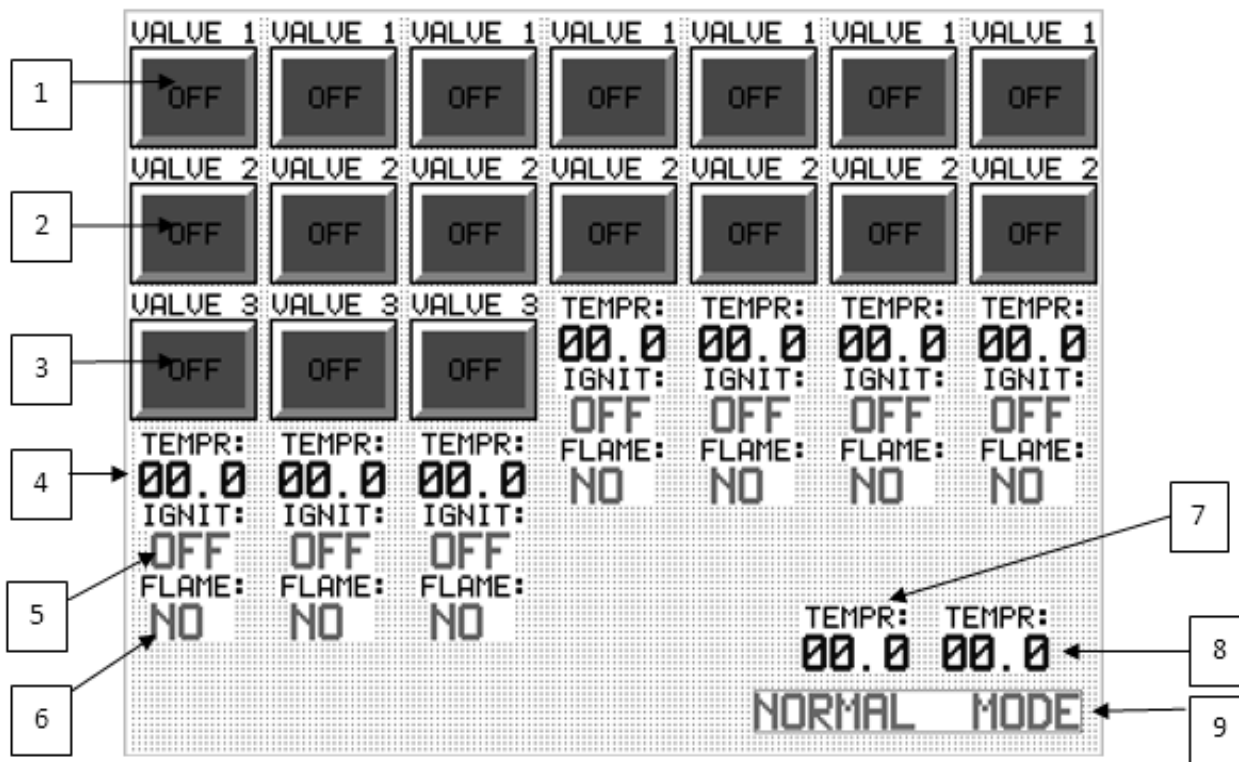 VALVE 1 VALVE 1 VALVE 1 VALVE 1 VALVE 1 VALVE 1 VALVE 1
1 OFF OFF OFF OFF OFF OFF OFF
VALVE 2 VALVE 2 VALVE 2 VALVE 2 VALVE 2 VALVE 2 VALVE 2
2 OFF OFF OFF OFF OFF OFF OFF
VALVE 3 VALVE 3 VALVE 3 TEMPR: TEMPR: TEMPR: TEMPR:
00.0 00.0 00.0 00.0
3 OFF OFF OFF IGNIT: IGNIT: IGNIT: IGNIT:
OFF OFF OFF OFF
TEMPR: TEMPR: TEMPR: FLAME: FLAME: FLAME: FLAME:
4 00.0 00.0 00.0 NO NO NO NO
IGNIT: IGNIT: IGNIT: 7
OFF OFF OFF
5 FLAME: FLAME: FLAME:
NO NO NO TEMPR: TEMPR:
00.0 00.0 8
6 NORMAL MODE 9